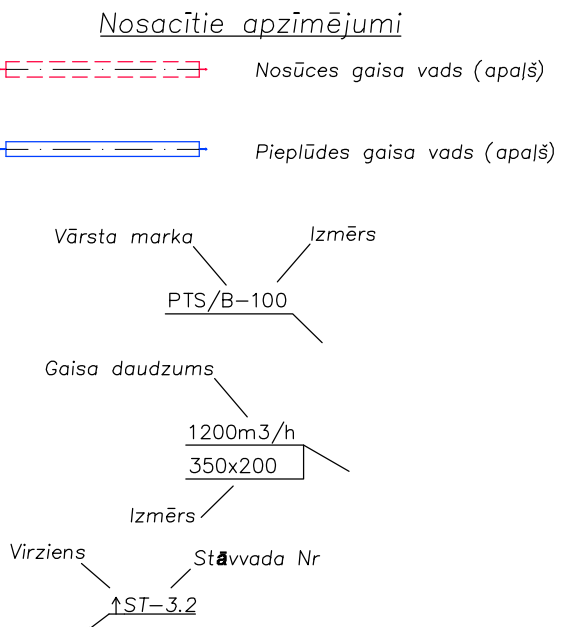 Nosacītie apzīmējumi
Nosūces gaisa vads (apaļš)
Pieplūdes gaisa vads (apaļš)
Vārsta marka
Izmērs
PTS/B-100
Gaisa daudzums
1200m3/h
350x200
Izmērs
Virziens
Stāvvada Nr
↑ST-3.2